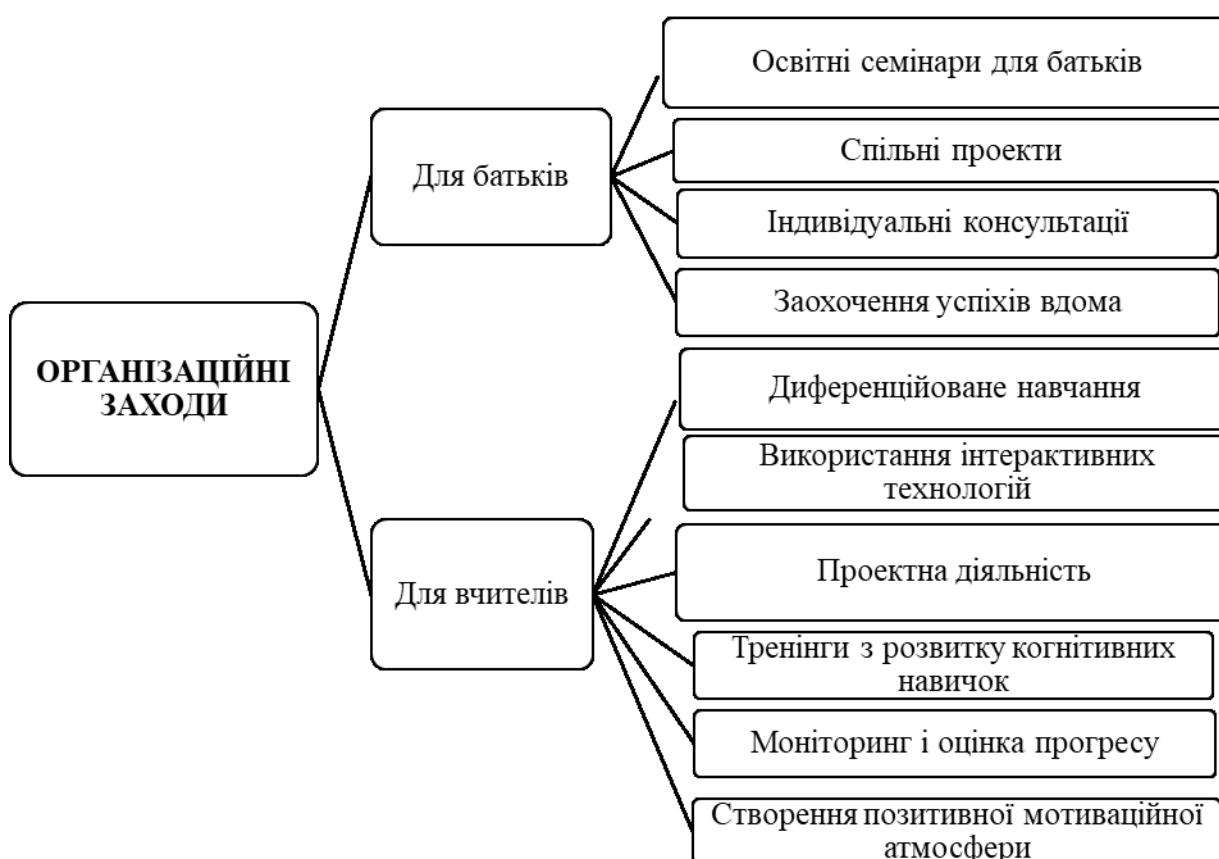 ОРГАНІЗАЦІЙНІ
ЗАХОДИ
Для батьків
Освітні семінари для батьків
Спільні проекти
Індивідуальні консультації
Заохочення успіхів вдома
Для вчителів
Диференційоване навчання
Використання інтерактивних
технологій
Проектна діяльність
Тренінги з розвитку когнітивних
навичок
Моніторинг і оцінка прогресу
Створення позитивної мотиваційної
атмосфери